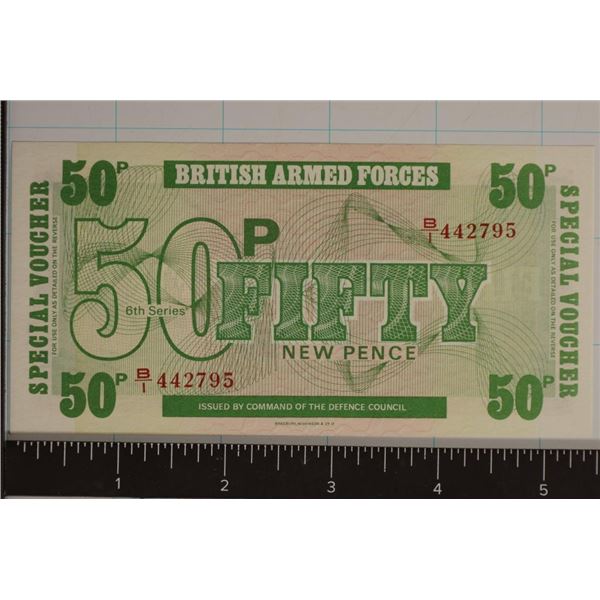 50P
BRITISH ARMED FORCES
50P
SPECIAL VOUCHER
FOR USE ONLY AS DETAILED ON THE REVERSE
50P
B/1 442795
6th Series
FIFTY
NEW PENCE
B/1 442795
SPECIAL VOUCHER
FOR USE ONLY AS DETAILED ON THE REVERSE
50P
ISSUED BY COMMAND OF THE DEFENCE COUNCIL
50P
1 2 3 4 5